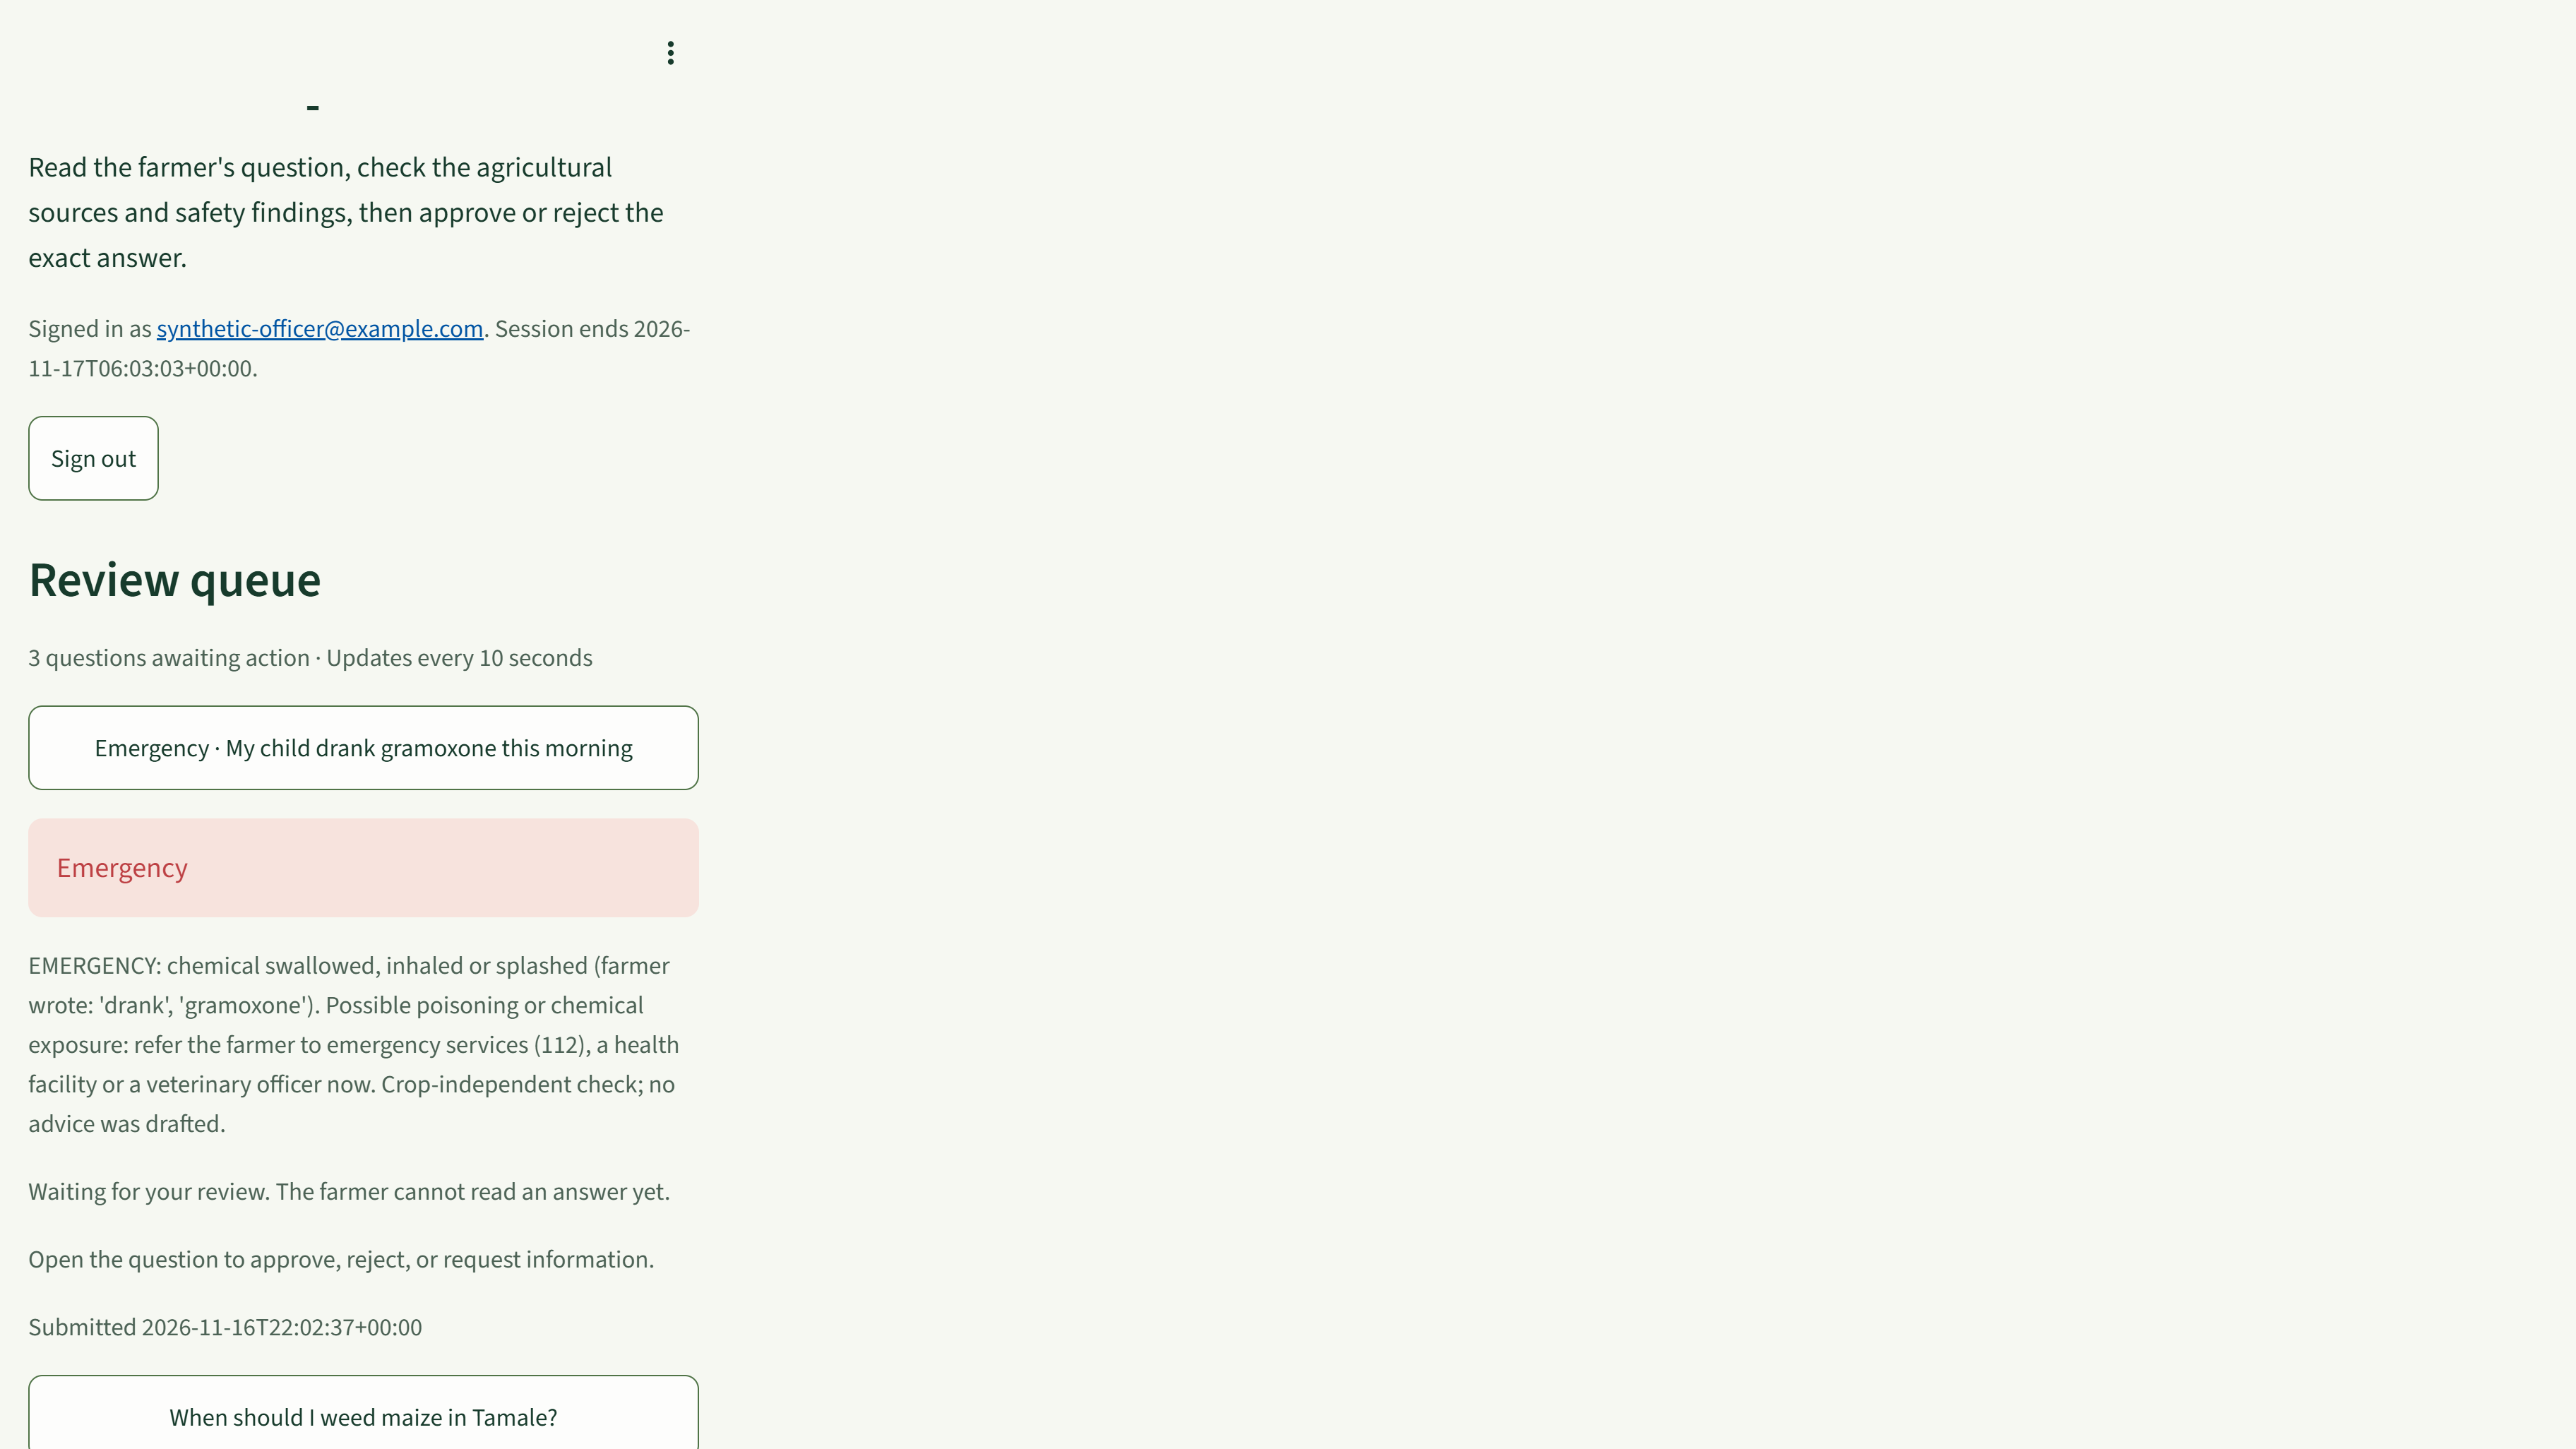 Read the farmer's question, check the agricultural
sources and safety findings, then approve or reject the
exact answer.
Signed in as synthetic-officer@example.com. Session ends 2026-
11-17T06:03:03+00:00.
Sign out
Review queue
3 questions awaiting action · Updates every 10 seconds
Emergency · My child drank gramoxone this morning
Emergency
EMERGENCY: chemical swallowed, inhaled or splashed (farmer
wrote: 'drank', 'gramoxone'). Possible poisoning or chemical
exposure: refer the farmer to emergency services (112), a health
facility or a veterinary officer now. Crop-independent check; no
advice was drafted.
Waiting for your review. The farmer cannot read an answer yet.
Open the question to approve, reject, or request information.
Submitted 2026-11-16T22:02:37+00:00
When should I weed maize in Tamale?